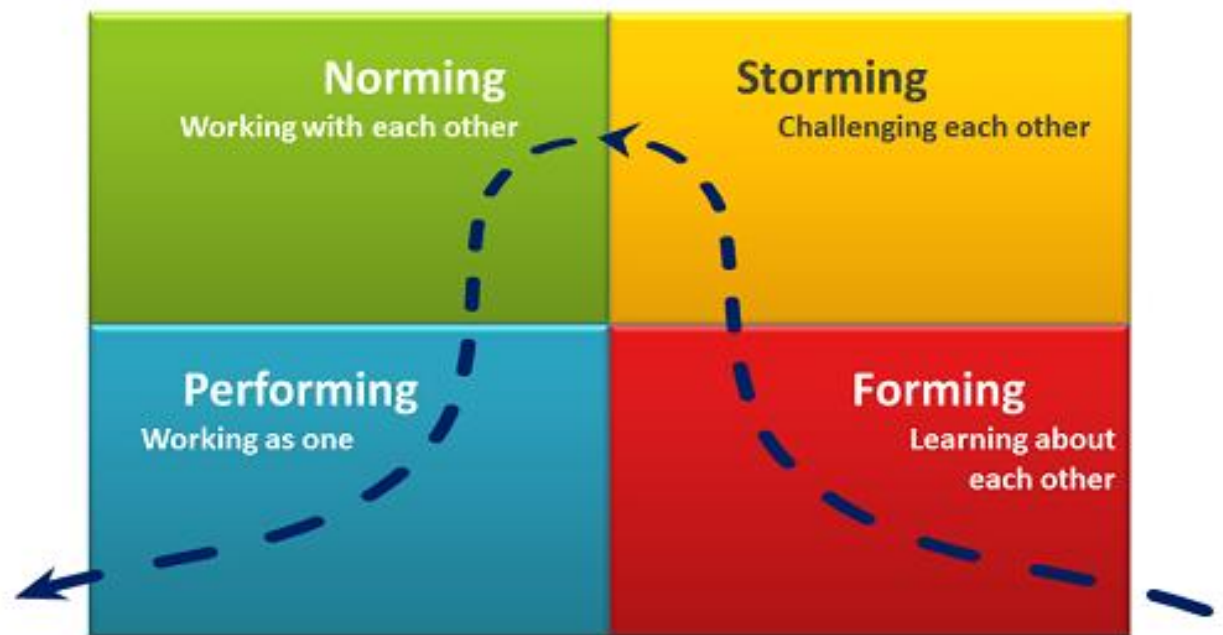 Norming
Working with each other
Storming
Challenging each other
Performing
Working as one
Forming
Learning about
each other